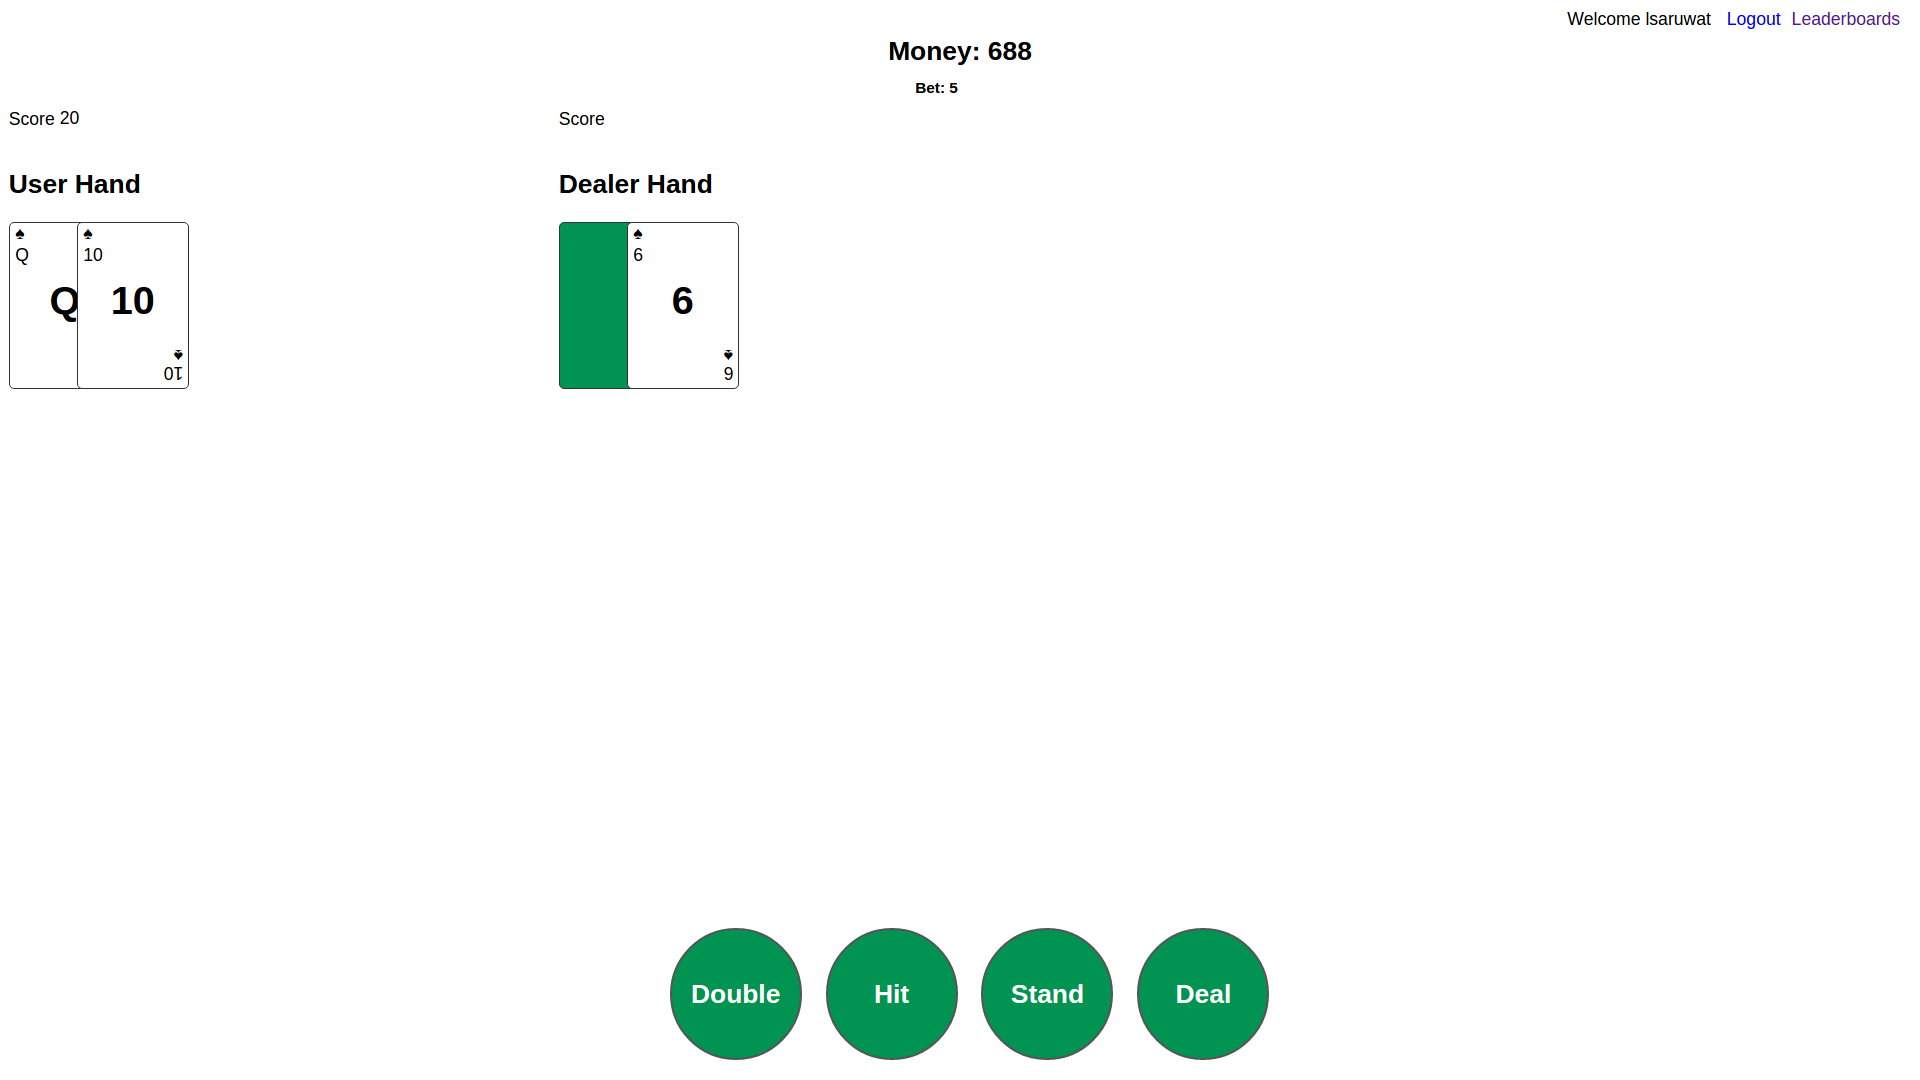 Welcome lsaruwat Logout Leaderboards
Money: 688
Bet: 5
Score 20
Score
User Hand
Dealer Hand
♠
Q
Q
♠
10
10
♠
10
♠
6
6
♠
6
Double
Hit
Stand
Deal